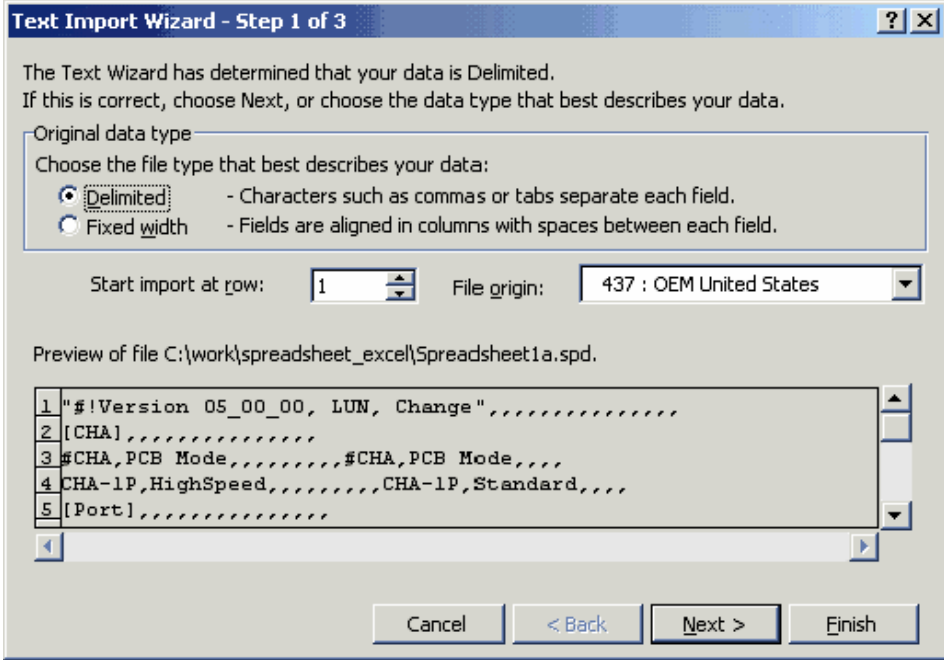 Text Import Wizard - Step 1 of 3
The Text Wizard has determined that your data is Delimited.
If this is correct, choose Next, or choose the data type that best describes your data.
Original data type
Choose the file type that best describes your data:
Delimited - Characters such as commas or tabs separate each field.
Fixed width - Fields are aligned in columns with spaces between each field.
Start import at row: 1 File origin: 437 : OEM United States
Preview of file C:\work\spreadsheet_excel\Spreadsheet1a.spd.
1 "#!Version 05_00_00, LUN, Change",,,,,,,,,,,,,,,
2 [CHA],,,,,,,,,,,,,,,
3 #CHA,PCB Mode,,,,,,,,,#CHA,PCB Mode,,,,
4 CHA-1P,HighSpeed,,,,,,,,,CHA-1P,Standard,,,,
5 [Port],,,,,,,,,,,,,,,
Cancel < Back Next > Finish